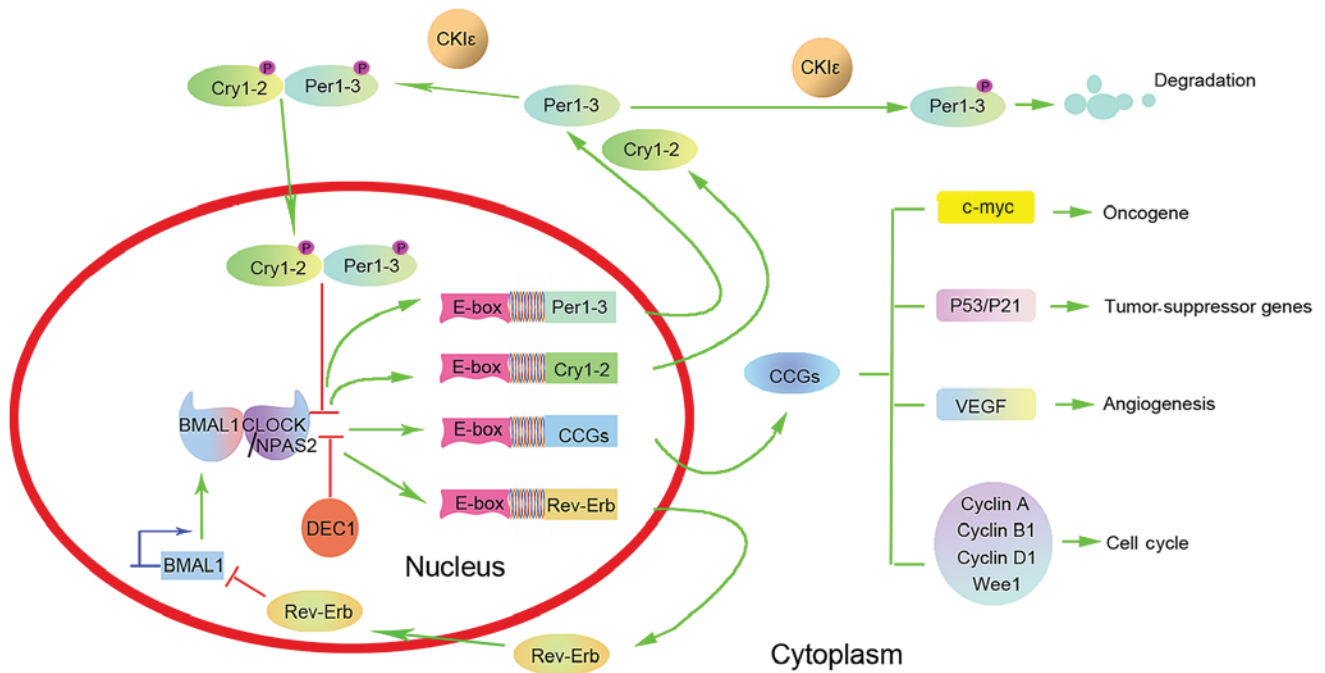 CKIε
CKIε
P
P
Cry1-2
Per1-3
Per1-3
P
Per1-3
Degradation
Cry1-2
c-myc
Oncogene
P
P
Cry1-2
Per1-3
E-box
Per1-3
P53/P21
Tumor-suppressor genes
E-box
Cry1-2
CCGs
BMAL1
CLOCK
/NPAS2
E-box
CCGs
VEGF
Angiogenesis
E-box
Rev-Erb
DEC1
Cyclin A
Cyclin B1
Cyclin D1
Wee1
Cell cycle
BMAL1
Nucleus
Rev-Erb
Rev-Erb
Cytoplasm